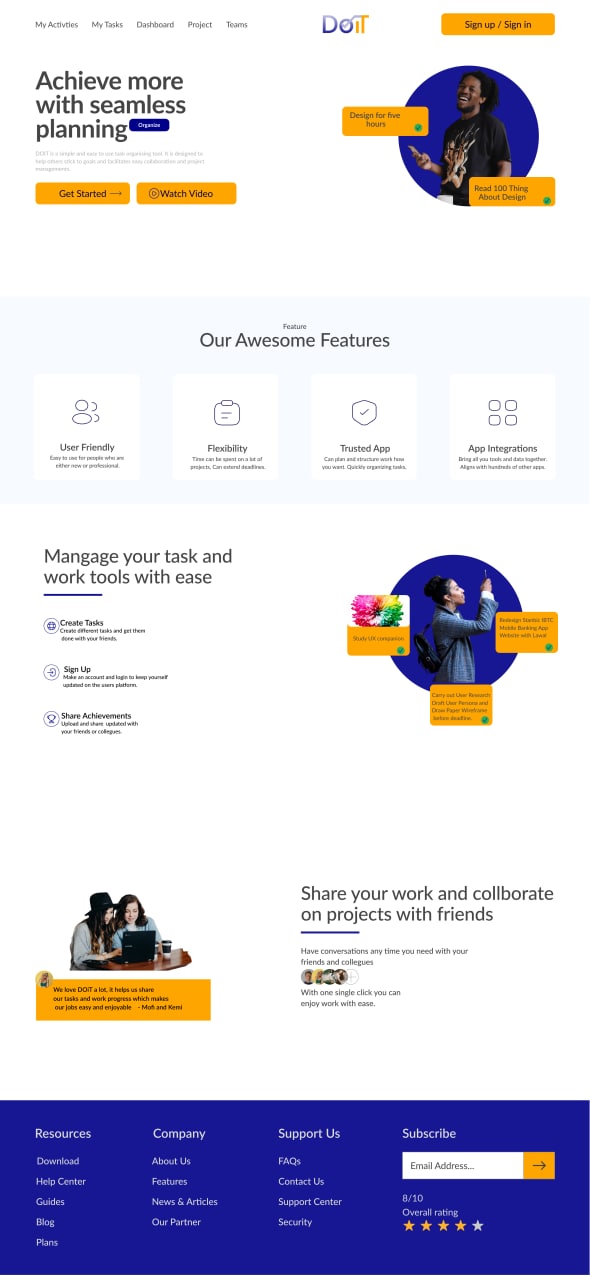 My Activties
My Tasks
Dashboard
Project
Teams
DOiT
Sign up / Sign in
Achieve more
with seamless
planning
Organize
DOIT is a simple and easy to use task organising tool. It is designed to
help others stick to goals and facilitates easy collaboration and project
managements.
Get Started
Watch Video
Design for five
hours
Read 100 Thing
About Design
Feature
Our Awesome Features
User Friendly
Easy to use for people who are
either new or professional.
Flexibility
Time can be spent on a lot of
projects, Can extend deadlines.
Trusted App
Can plan and structure work how
you want. Quickly organizing tasks.
App Integrations
Bring all you tools and data together.
Aligns with hundreds of other apps.
Mangage your task and
work tools with ease
Create Tasks
Create different tasks and get them
done with your friends.
Sign Up
Make an account and login to keep yourself
updated on the users platform.
Share Achievements
Upload and share updated with
your friends or collegues.
Study UX companion
Redesign Stanbic IBTC
Mobile Banking App
Website with Lawal
Carry out User Research
Draft User Persona and
Draw Paper Wireframe
before deadline.
We love DOiT a lot, it helps us share
our tasks and work progress which makes
our jobs easy and enjoyable - Mofi and Kemi
Share your work and collborate
on projects with friends
Have conversations any time you need with your
friends and collegues
With one single click you can
enjoy work with ease.
Resources
Download
Help Center
Guides
Blog
Plans
Company
About Us
Features
News & Articles
Our Partner
Support Us
FAQs
Contact Us
Support Center
Security
Subscribe
Email Address...
8/10
Overall rating